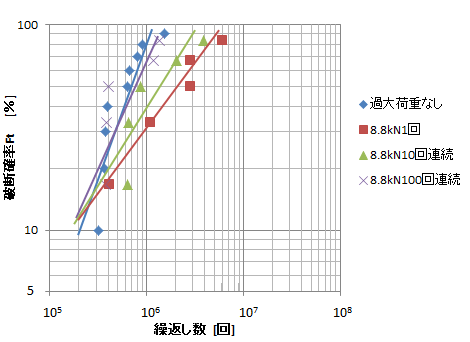 100
10
5
破断確率Ft [%]
10⁵ 10⁶ 10⁷ 10⁸
繰返し数 [回]
過大荷重なし
8.8kN1回
8.8kN10回連続
8.8kN100回連続